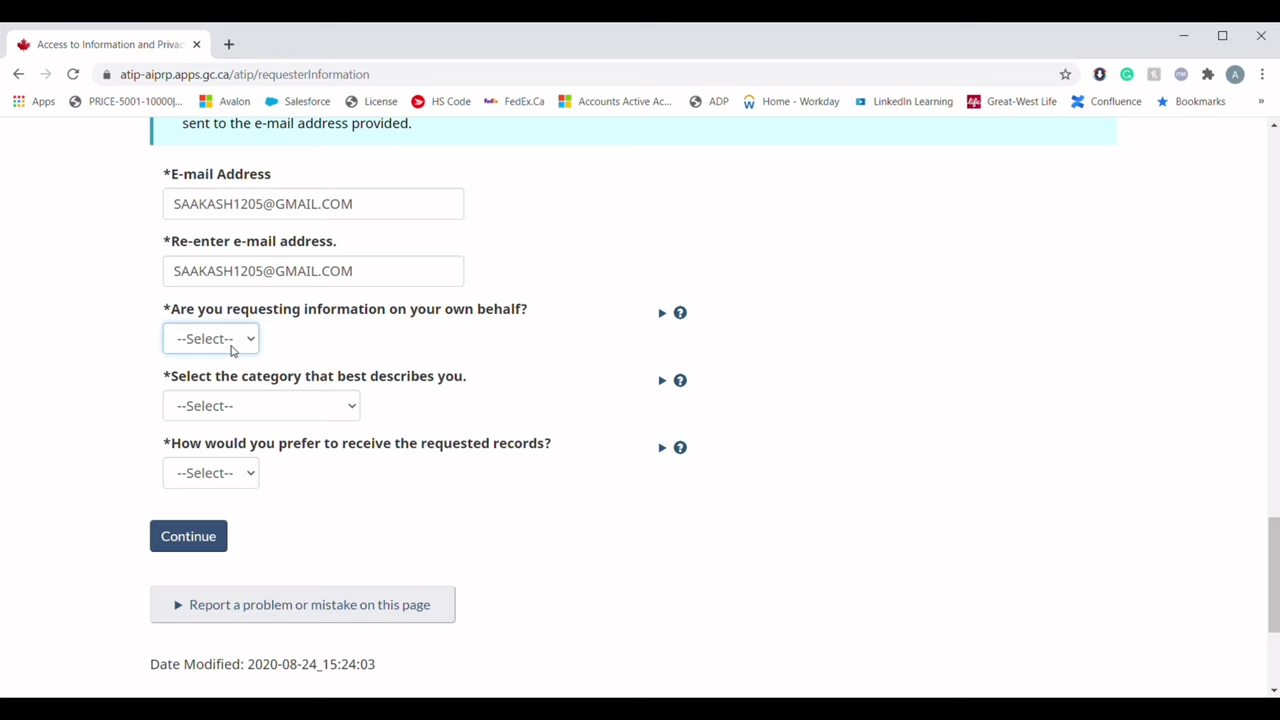 Access to Information and Privac
atip-aiprp.apps.gc.ca/atip/requesterInformation
A
Apps
PRICE-5001-10000|...
Avalon
Salesforce
License
HS Code
FedEx
FedEx.Ca
Accounts Active Ac...
ADP
Home - Workday
LinkedIn Learning
Great-West Life
Confluence
Bookmarks
»
sent to the e-mail address provided.
*E-mail Address
SAAKASH1205@GMAIL.COM
*Re-enter e-mail address.
SAAKASH1205@GMAIL.COM
*Are you requesting information on your own behalf?
?
--Select--
*Select the category that best describes you.
?
--Select--
*How would you prefer to receive the requested records?
?
--Select--
Continue
Report a problem or mistake on this page
Date Modified: 2020-08-24_15:24:03